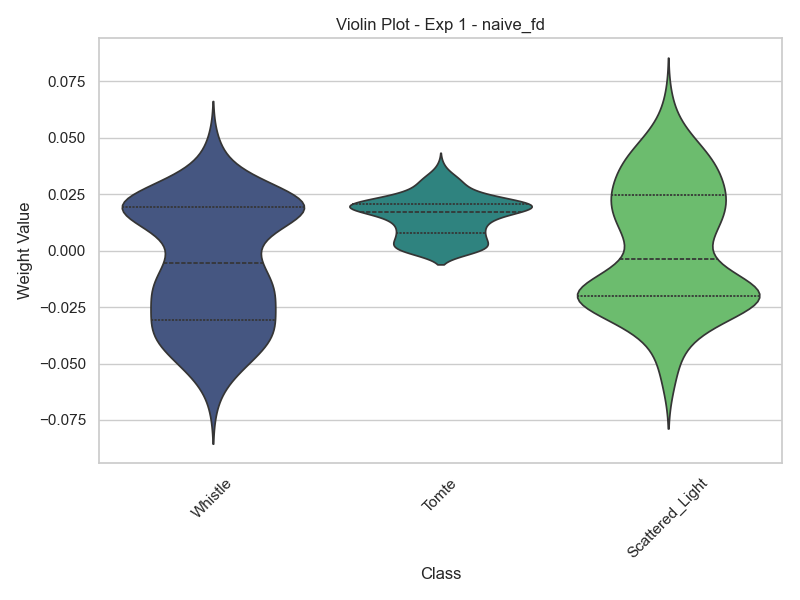 Violin Plot - Exp 1 - naive_fd
Weight Value
0.075
0.050
0.025
0.000
−0.025
−0.050
−0.075
Whistle
Tomte
Scattered_Light
Class